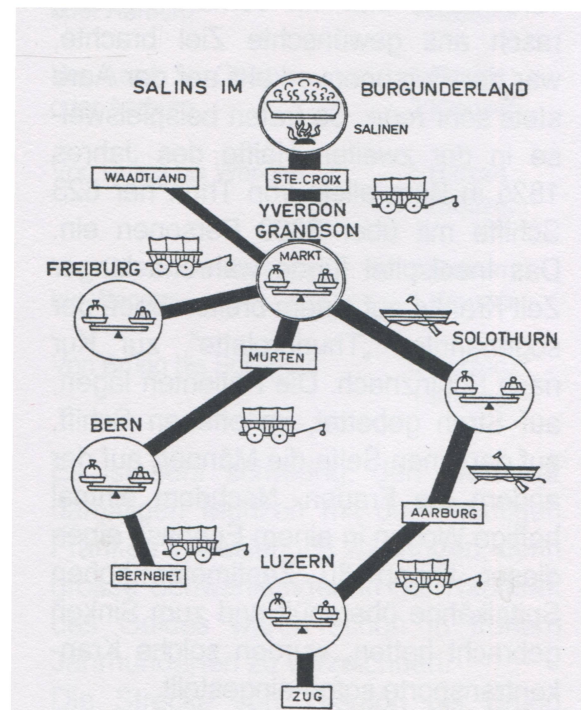 SALINS IM BURGUNDERLAND
SALINEN
WAADTLAND
STE.CROIX
YVERDON
GRANDSON
MARKT
FREIBURG
SOLOTHURN
MURTEN
BERN
AARBURG
BERNBIET
LUZERN
ZUG